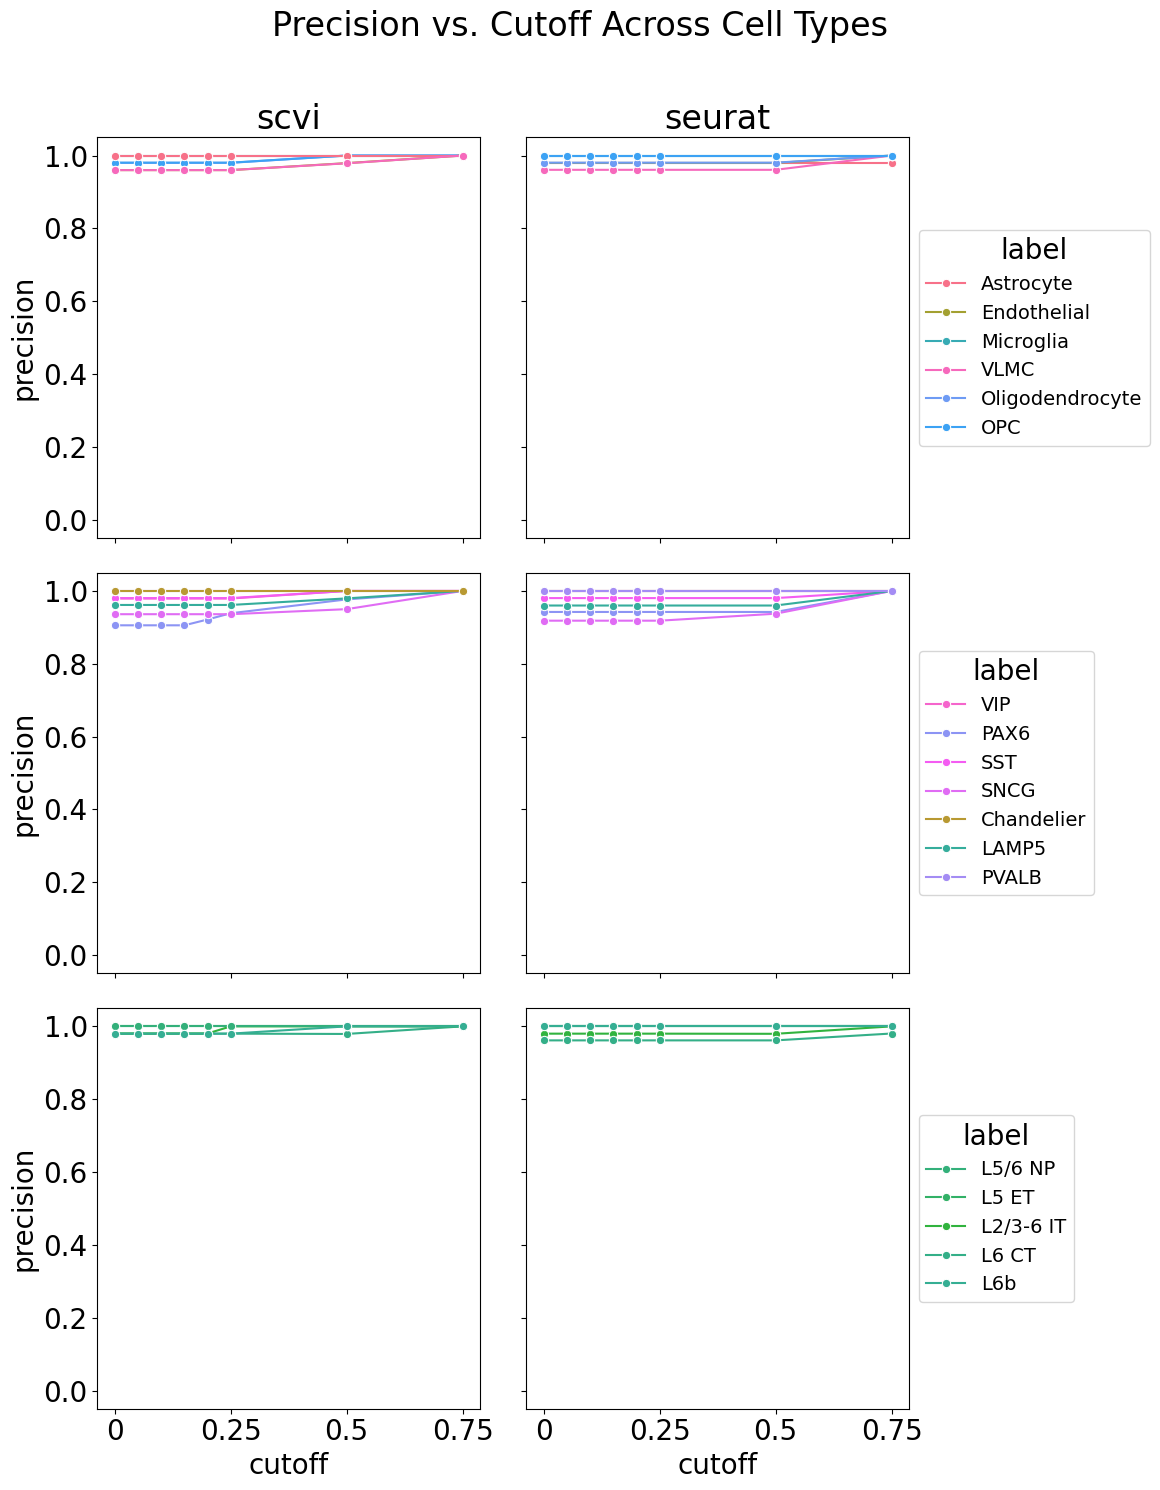 Precision vs. Cutoff Across Cell Types
scvi
seurat
precision
1.0
0.8
0.6
0.4
0.2
0.0
label
Astrocyte
Endothelial
Microglia
VLMC
Oligodendrocyte
OPC
precision
1.0
0.8
0.6
0.4
0.2
0.0
label
VIP
PAX6
SST
SNCG
Chandelier
LAMP5
PVALB
precision
1.0
0.8
0.6
0.4
0.2
0.0
label
L5/6 NP
L5 ET
L2/3-6 IT
L6 CT
L6b
0 0.25 0.5 0.75
cutoff
0 0.25 0.5 0.75
cutoff